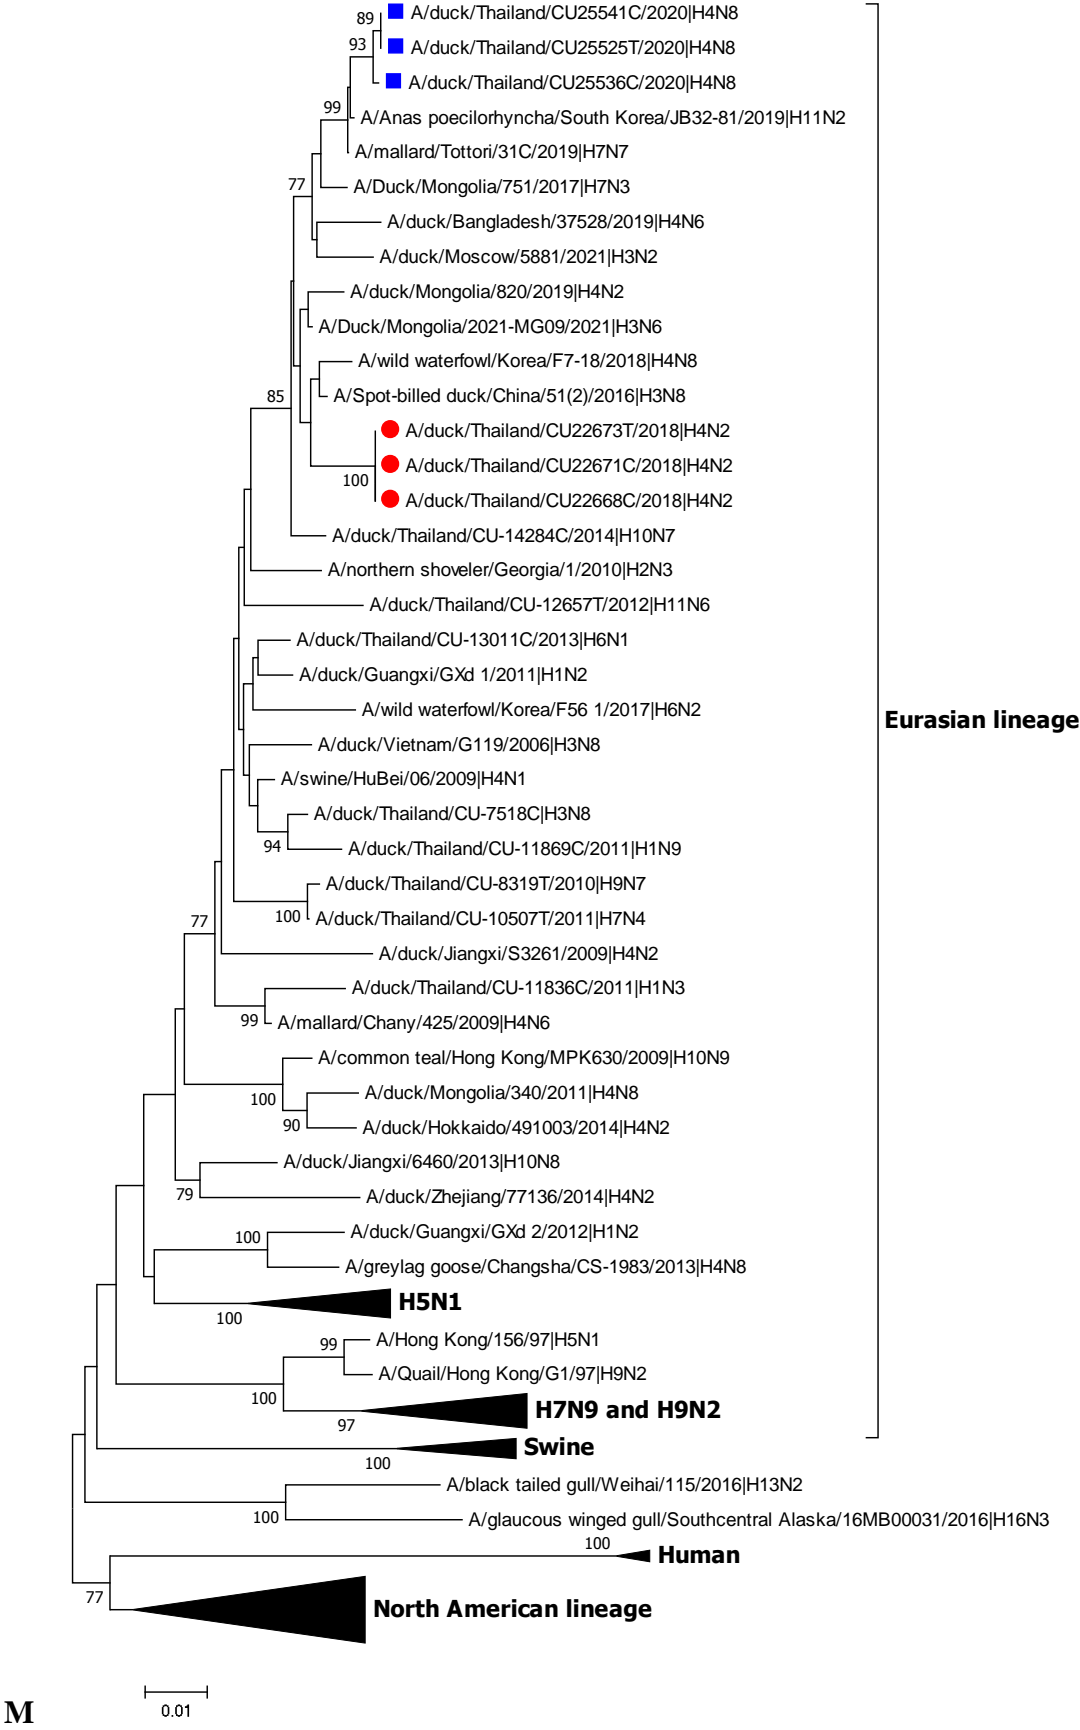 89
A/duck/Thailand/CU25541C/2020|H4N8
93
A/duck/Thailand/CU25525T/2020|H4N8
A/duck/Thailand/CU25536C/2020|H4N8
99
A/Anas poecilorhyncha/South Korea/JB32-81/2019|H11N2
A/mallard/Tottori/31C/2019|H7N7
77
A/Duck/Mongolia/751/2017|H7N3
A/duck/Bangladesh/37528/2019|H4N6
A/duck/Moscow/5881/2021|H3N2
A/duck/Mongolia/820/2019|H4N2
A/Duck/Mongolia/2021-MG09/2021|H3N6
A/wild waterfowl/Korea/F7-18/2018|H4N8
85
A/Spot-billed duck/China/51(2)/2016|H3N8
A/duck/Thailand/CU22673T/2018|H4N2
A/duck/Thailand/CU22671C/2018|H4N2
100
A/duck/Thailand/CU22668C/2018|H4N2
A/duck/Thailand/CU-14284C/2014|H10N7
A/northern shoveler/Georgia/1/2010|H2N3
A/duck/Thailand/CU-12657T/2012|H11N6
A/duck/Thailand/CU-13011C/2013|H6N1
A/duck/Guangxi/GXd 1/2011|H1N2
A/wild waterfowl/Korea/F56 1/2017|H6N2
Eurasian lineage
A/duck/Vietnam/G119/2006|H3N8
A/swine/HuBei/06/2009|H4N1
A/duck/Thailand/CU-7518C|H3N8
94
A/duck/Thailand/CU-11869C/2011|H1N9
A/duck/Thailand/CU-8319T/2010|H9N7
100
A/duck/Thailand/CU-10507T/2011|H7N4
77
A/duck/Jiangxi/S3261/2009|H4N2
A/duck/Thailand/CU-11836C/2011|H1N3
99
A/mallard/Chany/425/2009|H4N6
A/common teal/Hong Kong/MPK630/2009|H10N9
100
A/duck/Mongolia/340/2011|H4N8
90
A/duck/Hokkaido/491003/2014|H4N2
A/duck/Jiangxi/6460/2013|H10N8
79
A/duck/Zhejiang/77136/2014|H4N2
100
A/duck/Guangxi/GXd 2/2012|H1N2
A/greylag goose/Changsha/CS-1983/2013|H4N8
100
H5N1
99
A/Hong Kong/156/97|H5N1
A/Quail/Hong Kong/G1/97|H9N2
100
97
H7N9 and H9N2
100
Swine
A/black tailed gull/Weihai/115/2016|H13N2
100
A/glaucous winged gull/Southcentral Alaska/16MB00031/2016|H16N3
100
Human
77
North American lineage
0.01
M